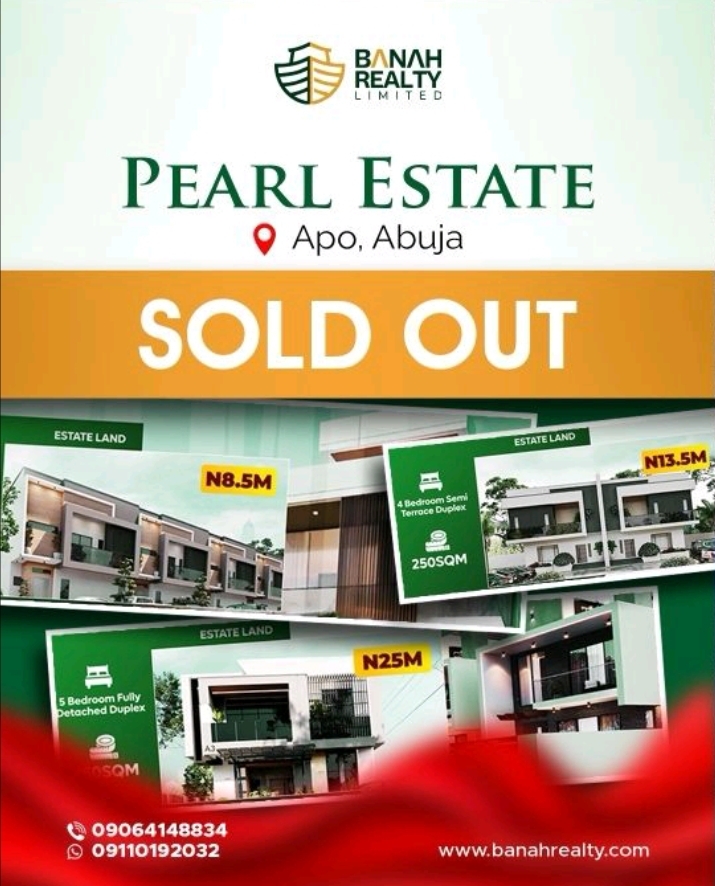 BANAH
REALTY
LIMITED
PEARL ESTATE
Apo, Abuja
SOLD OUT
ESTATE LAND
N8.5M
ESTATE LAND
N13.5M
4 Bedroom Semi
Terrace Duplex
250SQM
ESTATE LAND
N25M
5 Bedroom Fully
Detached Duplex
A3
09064148834
09110192032
www.banahrealty.com